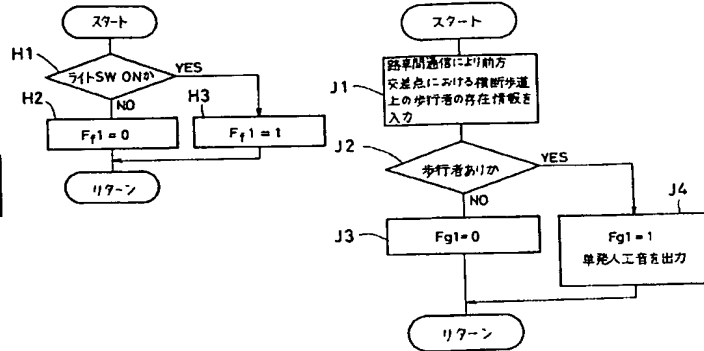 スタート
H1
ライトSW ONか
YES
NO
H2
Ff1=0
H3
Ff1=1
リターン
スタート
J1
路車間通信により前方
交差点における横断歩道
上の歩行者の存在情報を
入力
J2
歩行者ありか
YES
NO
J3
Fg1=0
J4
Fg1=1
単発人工音を出力
リターン